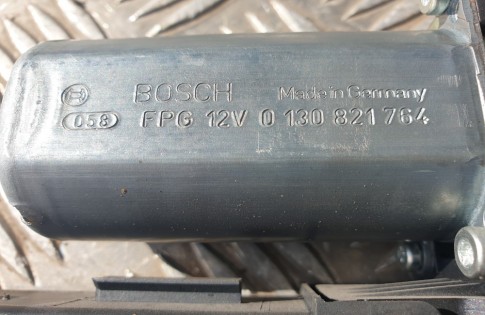 BOSCH Made in Germany
058 FPG 12V 0 130 821 764